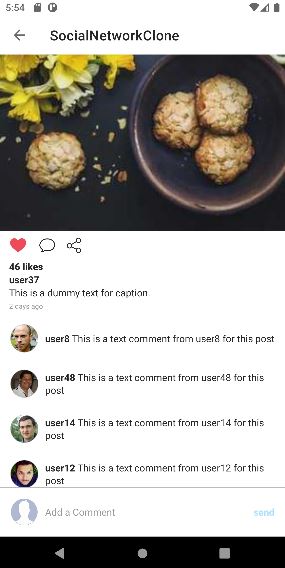 5:54
SocialNetworkClone
46 likes
user37
This is a dummy text for caption
2 days ago
user8 This is a text comment from user8 for this post
user48 This is a text comment from user48 for this
post
user14 This is a text comment from user14 for this
post
user12 This is a text comment from user12 for this
post
Add a Comment
send